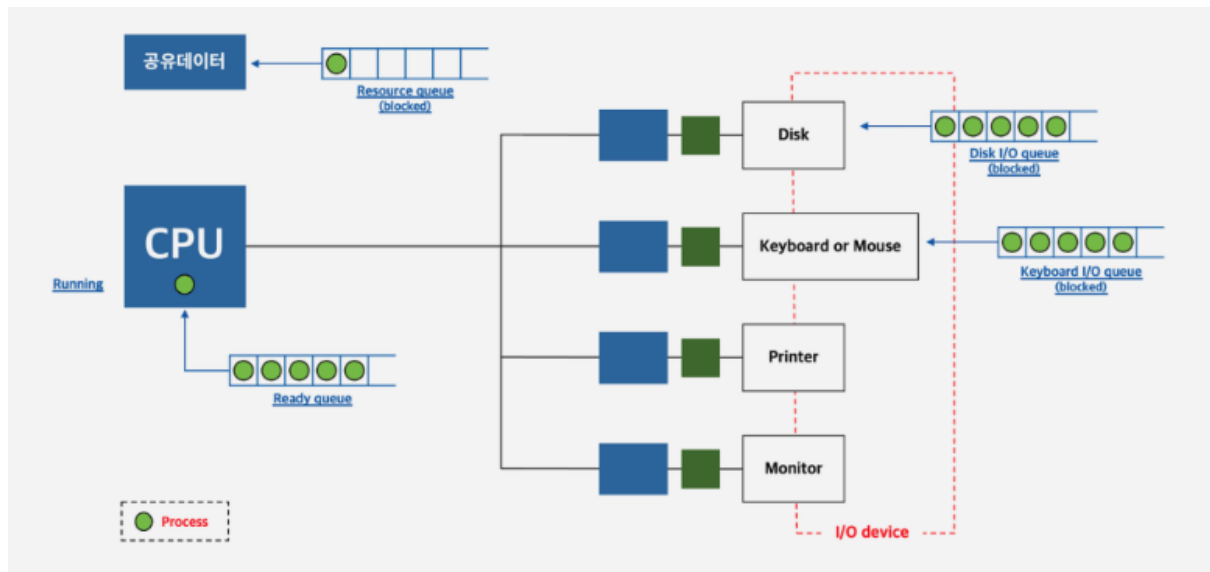 공유데이터
Resource queue
(blocked)
Disk
Disk I/O queue
(blocked)
CPU
Keyboard or Mouse
Keyboard I/O queue
(blocked)
Running
Printer
Ready queue
Monitor
Process
I/O device